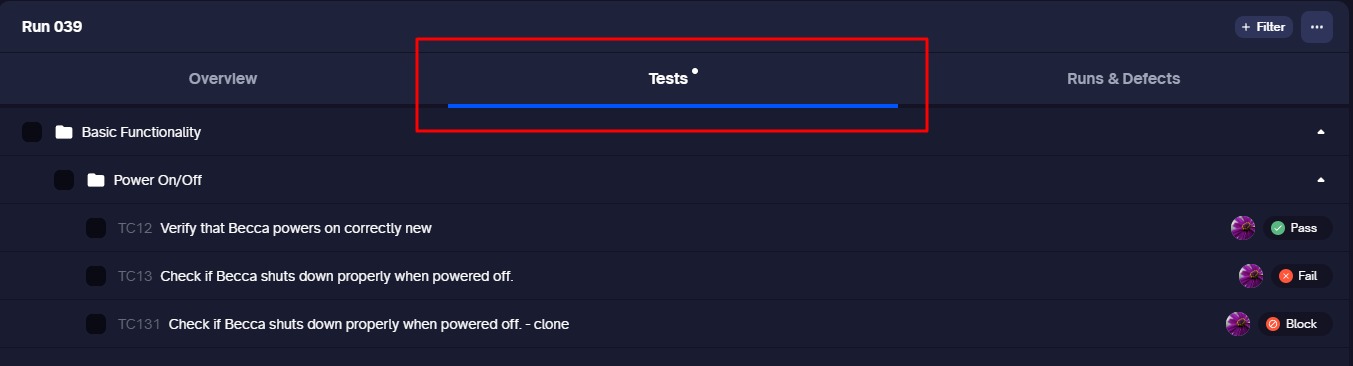 Run 039
+ Filter
Overview
Tests
Runs & Defects
Basic Functionality
Power On/Off
TC12 Verify that Becca powers on correctly new
Pass
TC13 Check if Becca shuts down properly when powered off.
Fail
TC131 Check if Becca shuts down properly when powered off. - clone
Block